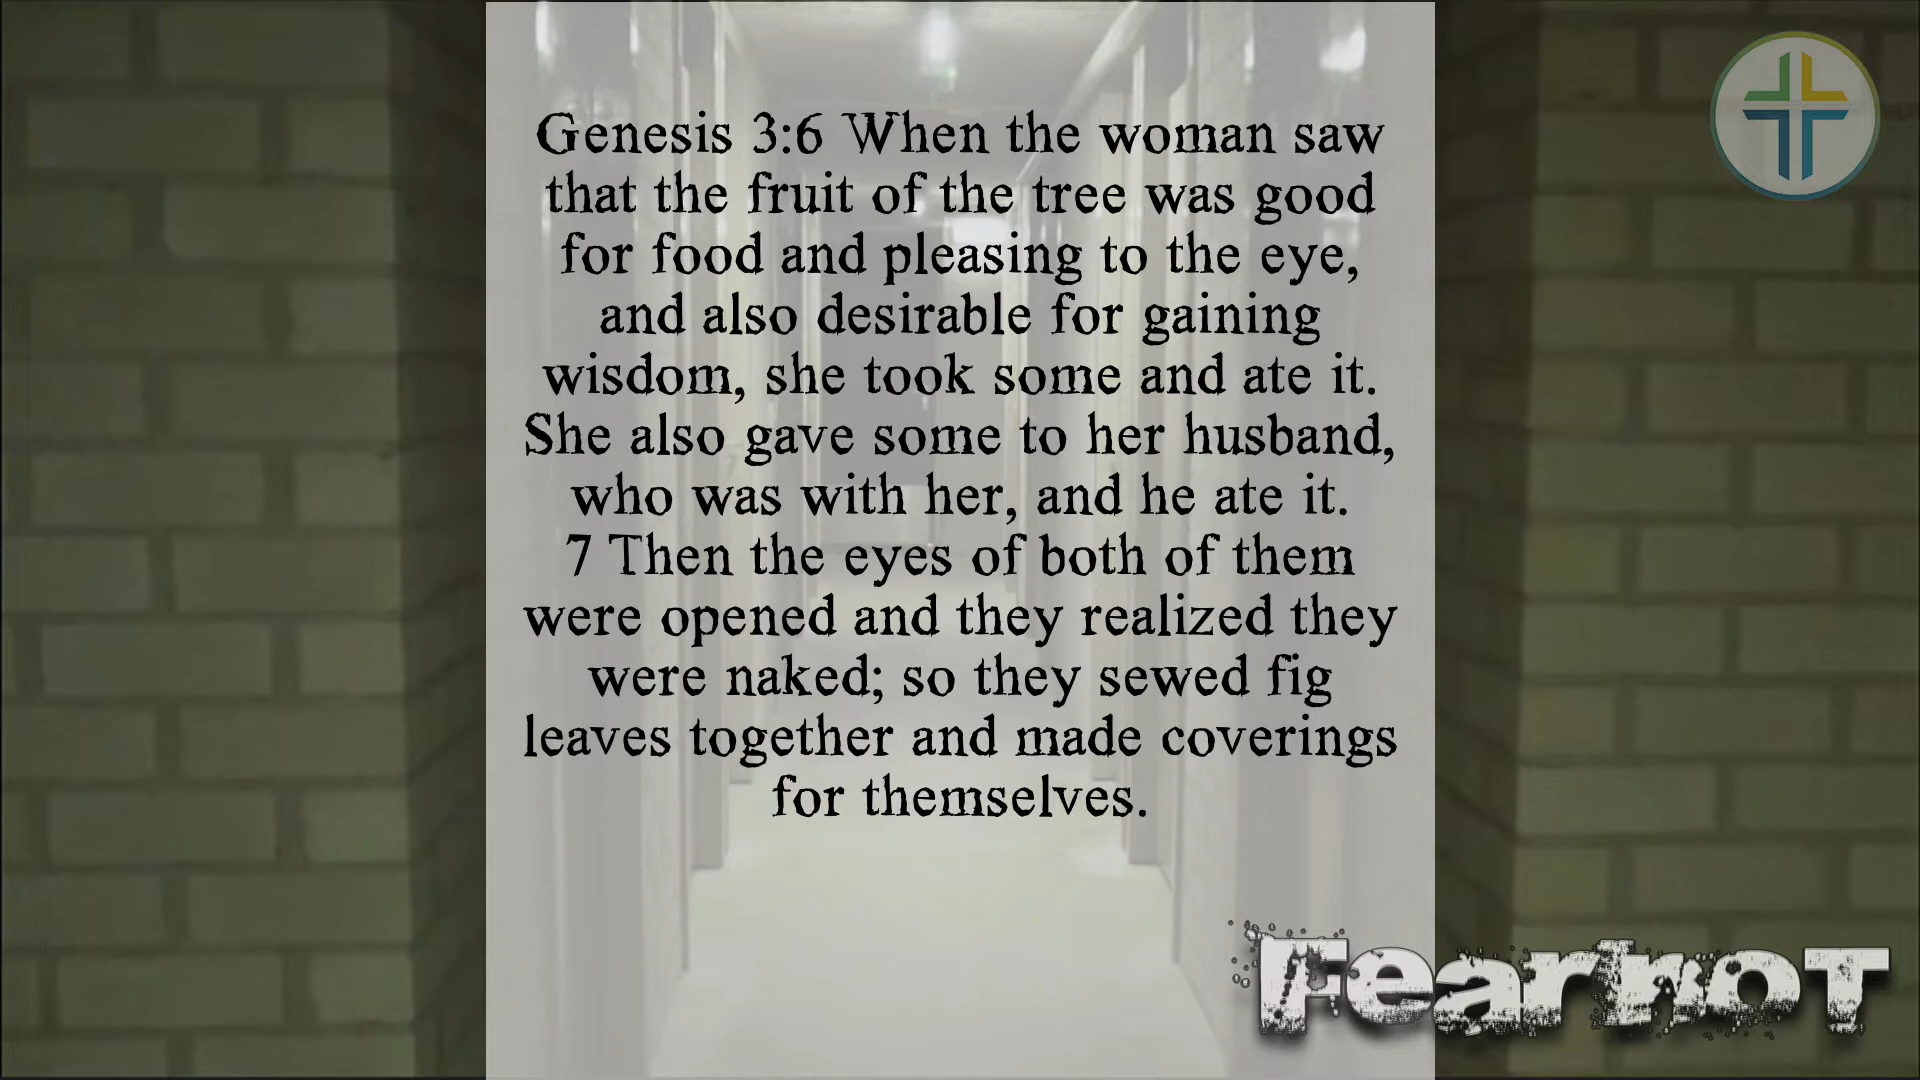 Genesis 3:6 When the woman saw
that the fruit of the tree was good
for food and pleasing to the eye,
and also desirable for gaining
wisdom, she took some and ate it.
She also gave some to her husband,
who was with her, and he ate it.
7 Then the eyes of both of them
were opened and they realized they
were naked; so they sewed fig
leaves together and made coverings
for themselves.
Fear not